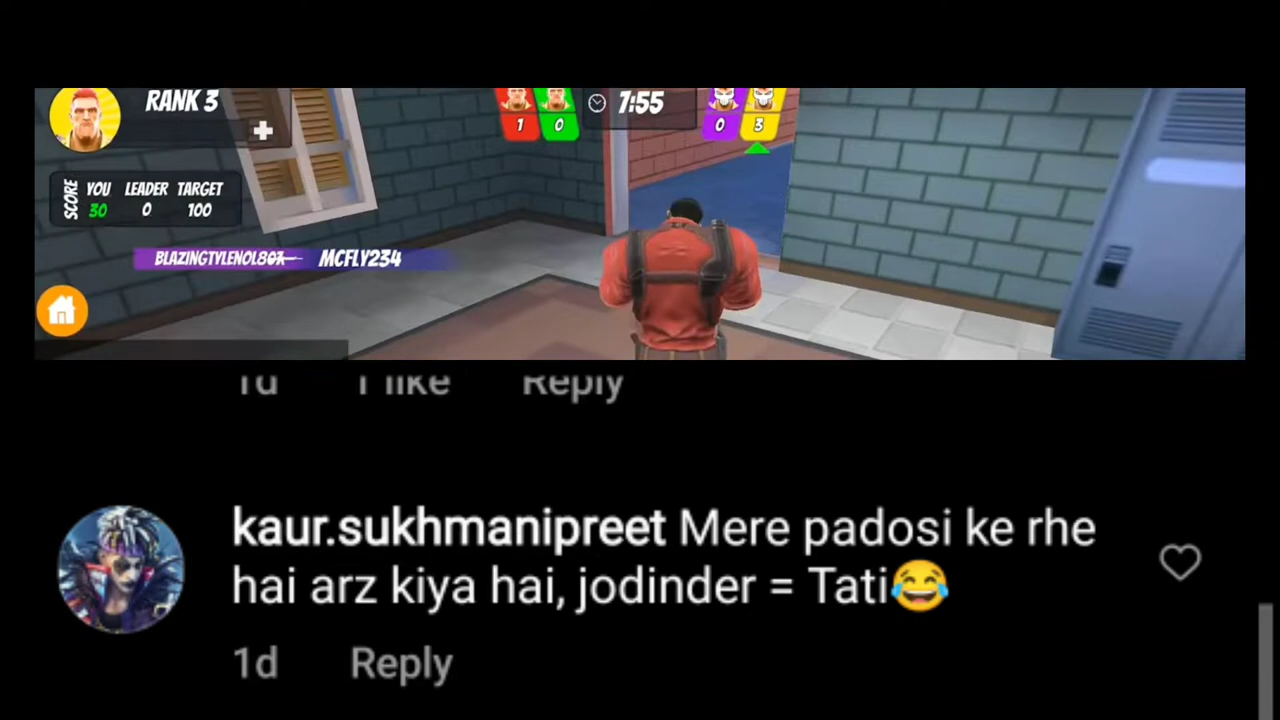 RANK 3
7:55
1 0 0 3
SCORE YOU LEADER TARGET
30 0 100
BLAZINGTYLENOL807 MCFLY234
1d 1 like Reply
kaur.sukhmanipreet Mere padosi ke rhe
hai arz kiya hai, jodinder = Tati😂
1d Reply